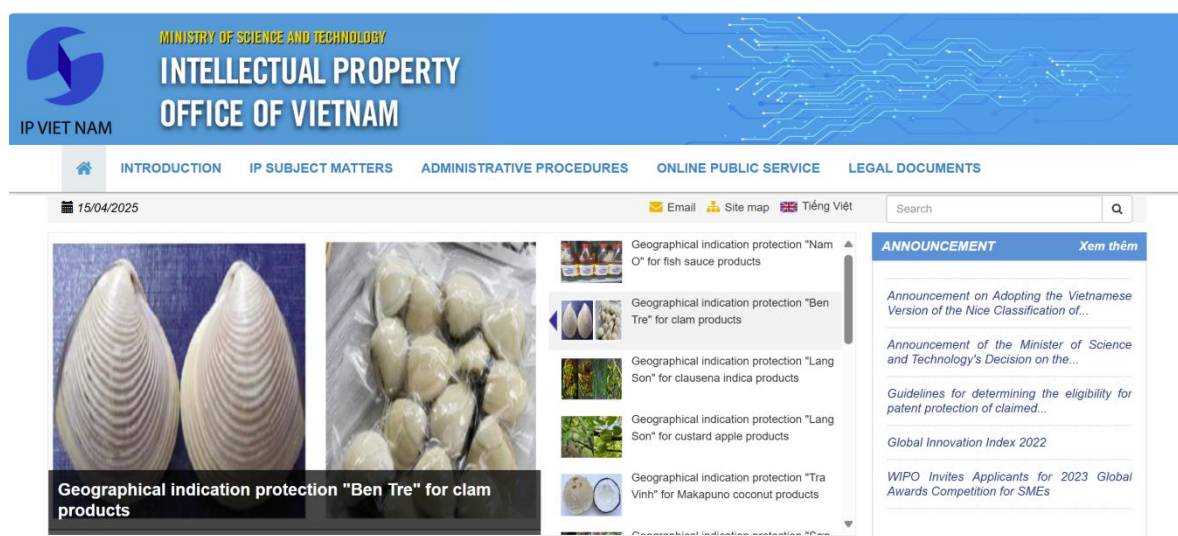 MINISTRY OF SCIENCE AND TECHNOLOGY
INTELLECTUAL PROPERTY
OFFICE OF VIETNAM
IP VIET NAM
INTRODUCTION IP SUBJECT MATTERS ADMINISTRATIVE PROCEDURES ONLINE PUBLIC SERVICE LEGAL DOCUMENTS
15/04/2025 Email Site map Tiếng Việt Search
Geographical indication protection "Ben Tre" for clam
products
Geographical indication protection "Nam
O" for fish sauce products
Geographical indication protection "Ben
Tre" for clam products
Geographical indication protection "Lang
Son" for clausena indica products
Geographical indication protection "Lang
Son" for custard apple products
Geographical indication protection "Tra
Vinh" for Makapuno coconut products
Geographical indication protection "Sơn
ANNOUNCEMENT Xem thêm
Announcement on Adopting the Vietnamese
Version of the Nice Classification of...
Announcement of the Minister of Science
and Technology's Decision on the...
Guidelines for determining the eligibility for
patent protection of claimed...
Global Innovation Index 2022
WIPO Invites Applicants for 2023 Global
Awards Competition for SMEs